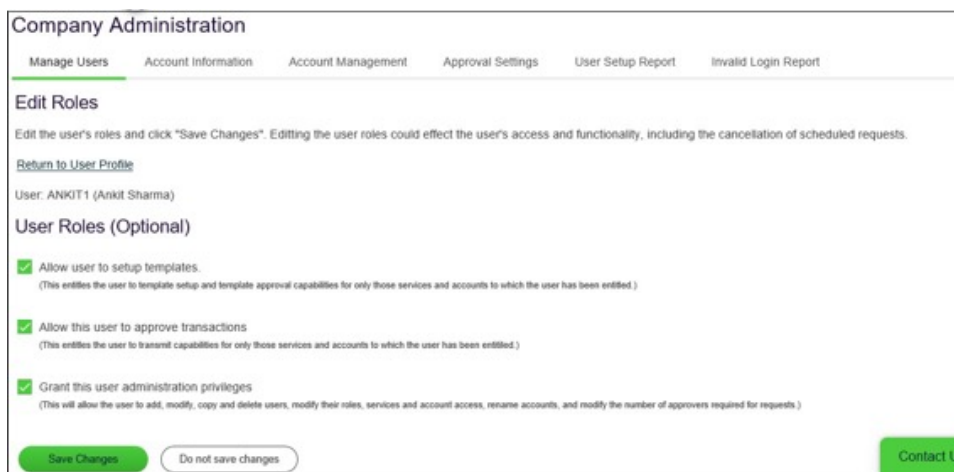 Company Administration
Manage Users Account Information Account Management Approval Settings User Setup Report Invalid Login Report
Edit Roles
Edit the user's roles and click "Save Changes". Editting the user roles could effect the user's access and functionality, including the cancellation of scheduled requests.
Return to User Profile
User: ANKIT1 (Ankit Sharma)
User Roles (Optional)
Allow user to setup templates.
(This entitles the user to template setup and template approval capabilities for only those services and accounts to which the user has been entitled.)
Allow this user to approve transactions
(This entitles the user to transmit capabilities for only those services and accounts to which the user has been entitled.)
Grant this user administration privileges
(This will allow the user to add, modify, copy and delete users, modify their roles, services and account access, rename accounts, and modify the number of approvers required for requests.)
Save Changes Do not save changes
Contact U